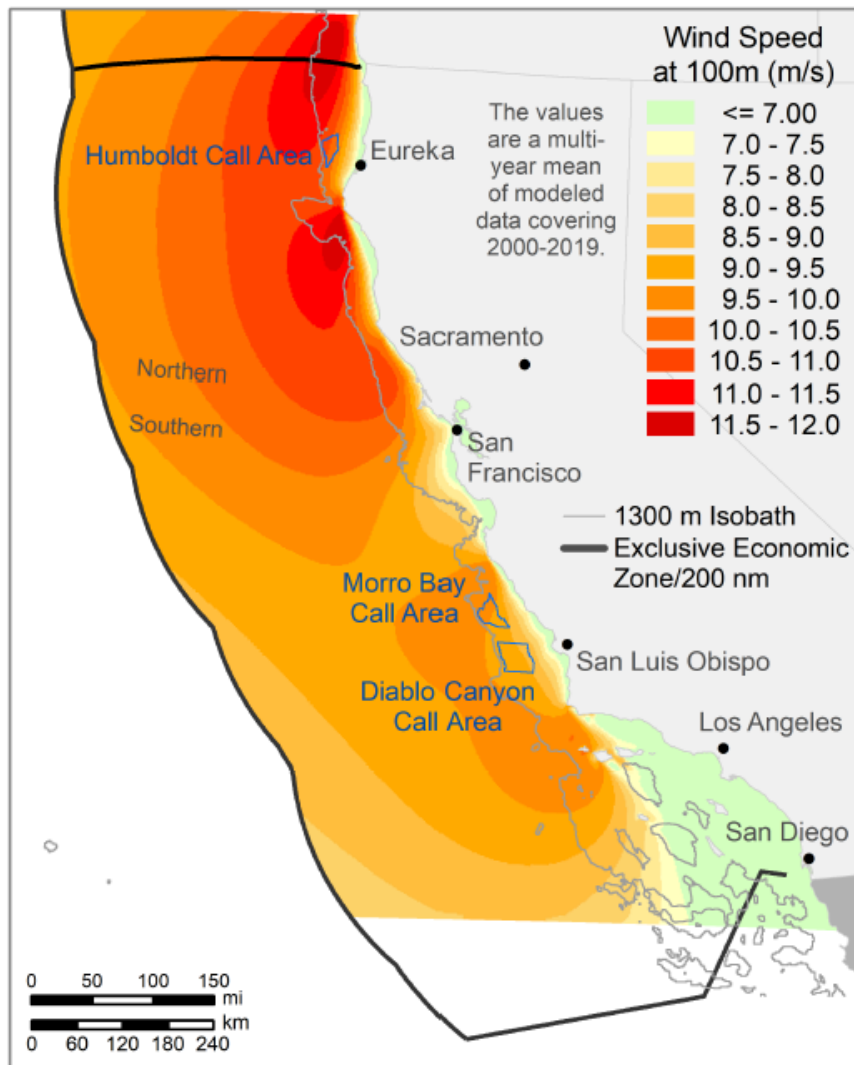 Wind Speed
at 100m (m/s)
<= 7.00
7.0 - 7.5
7.5 - 8.0
8.0 - 8.5
8.5 - 9.0
9.0 - 9.5
9.5 - 10.0
10.0 - 10.5
10.5 - 11.0
11.0 - 11.5
11.5 - 12.0
The values
are a multi-
year mean
of modeled
data covering
2000-2019.
Humboldt Call Area
Eureka
Sacramento
Northern
Southern
San
Francisco
1300 m Isobath
Exclusive Economic
Zone/200 nm
Morro Bay
Call Area
San Luis Obispo
Diablo Canyon
Call Area
Los Angeles
San Diego
0 50 100 150
mi
km
0 60 120 180 240